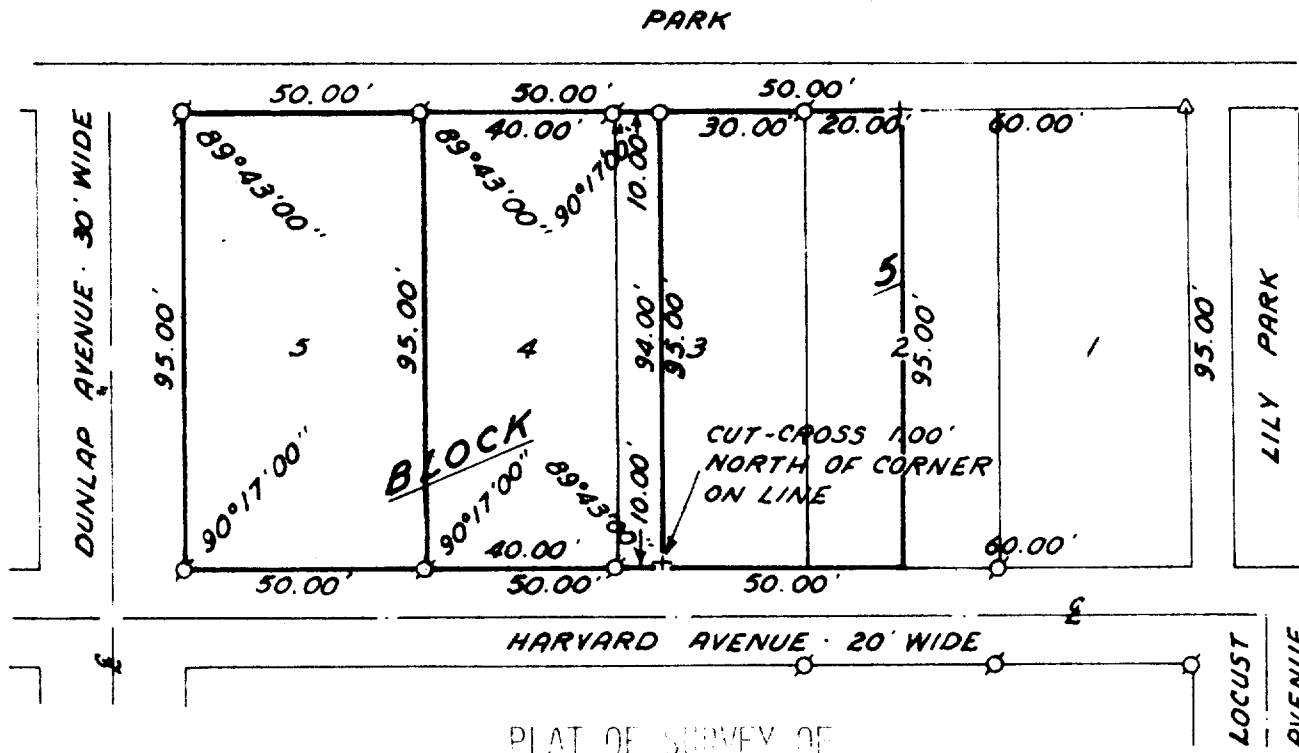 PARK
50.00'
50.00'
50.00'
40.00'
30.00'
20.00'
60.00'
DUNLAP AVENUE · 30' WIDE
89°43'00"
89°43'00"
90°17'00"
10.00'
95.00'
95.00'
94.00'
95.00'
95.00'
95.00'
5
LILY PARK
5
4
3
2
1
BLOCK
CUT-CROSS 1.00'
NORTH OF CORNER
ON LINE
90°17'00"
90°17'00"
89°43'00"
10.00'
40.00'
60.00'
50.00'
50.00'
50.00'
HARVARD AVENUE · 20' WIDE
LOCUST
AVENUE
PLAT OF SURVEY OF